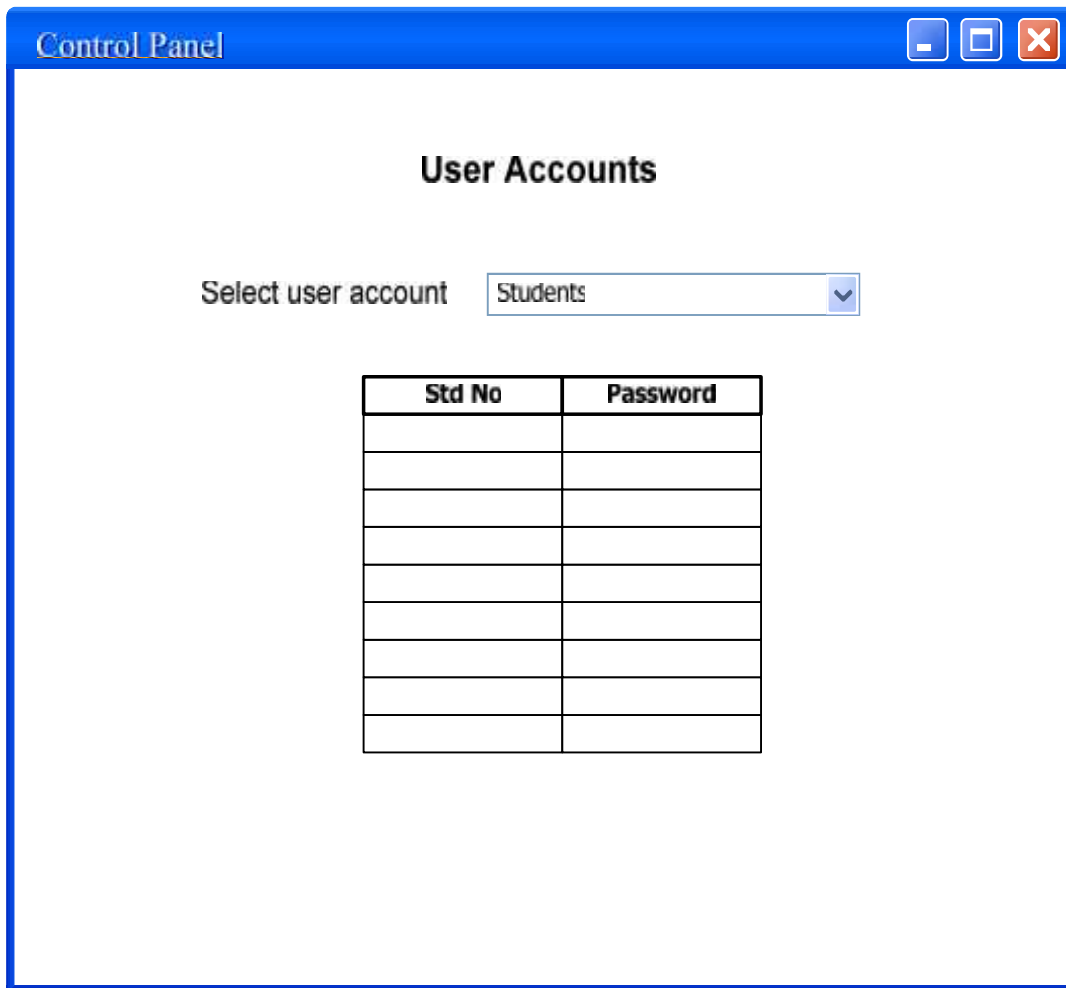 Control Panel
User Accounts
Select user account Students
Std No Password